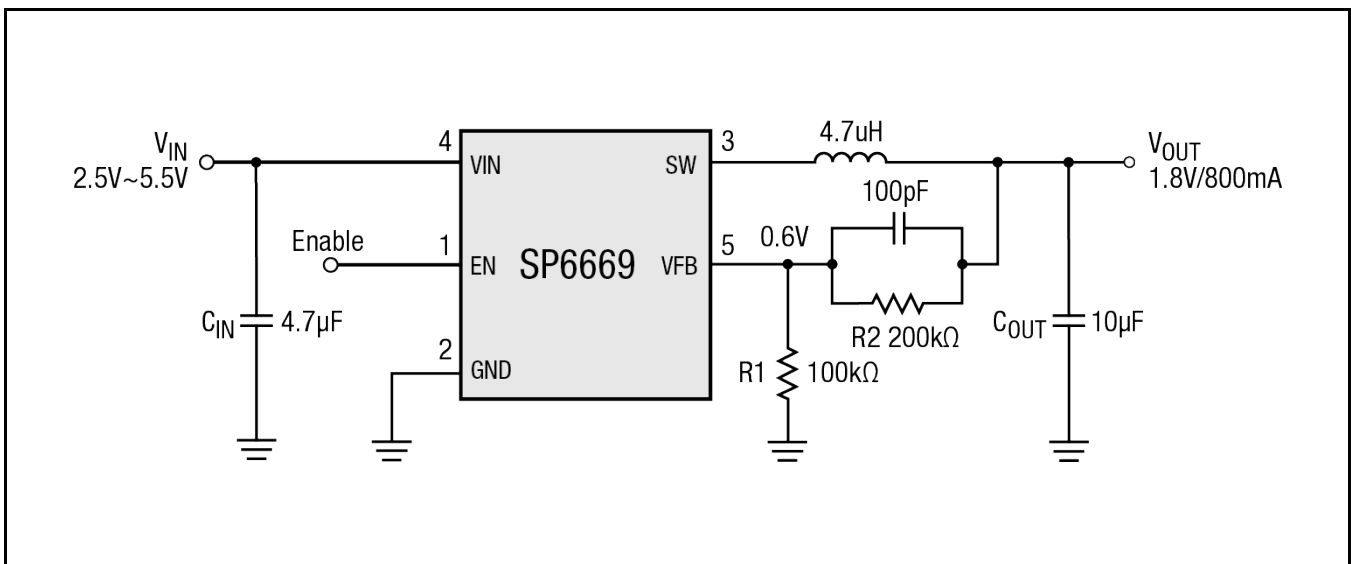 VIN
2.5V~5.5V
4
VIN
SW
3
4.7uH
VOUT
1.8V/800mA
100pF
Enable
1
EN
SP6669
VFB
5
0.6V
R2 200kΩ
CIN
4.7µF
2
GND
R1
100kΩ
COUT
10µF